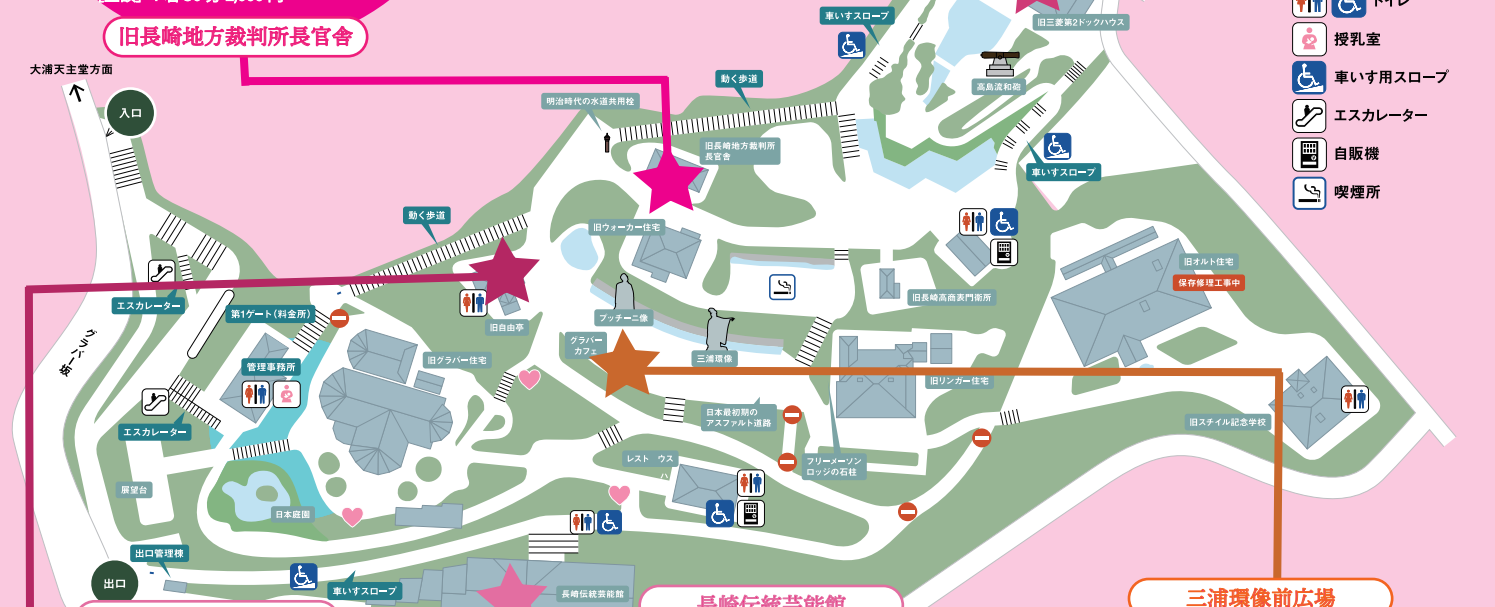 旧長崎地方裁判所長官舎
大浦天主堂方面
入口
車いすスロープ
旧三菱第2ドックハウス
トイレ
授乳室
車いす用スロープ
エスカレーター
自販機
喫煙所
高島流和砲
動く歩道
明治時代の水道共用栓
旧長崎地方裁判所
長官舎
車いすスロープ
動く歩道
旧ウォーカー住宅
旧オルト住宅
保存修理工事中
エスカレーター
第1ゲート(料金所)
旧自由亭
プッチーニ像
旧長崎高商表門衛所
グラバー坂
グラバー
カフェ
三浦環像
管理事務所
旧グラバー住宅
旧リンガー住宅
エスカレーター
日本最初期の
アスファルト道路
旧スチイル記念学校
レスト ウス
ハ
フリーメーソン
ロッジの石柱
展望台
日本庭園
出口管理棟
出口
車いすスロープ
長崎伝統芸能館
長崎伝統芸能館
三浦環像前広場